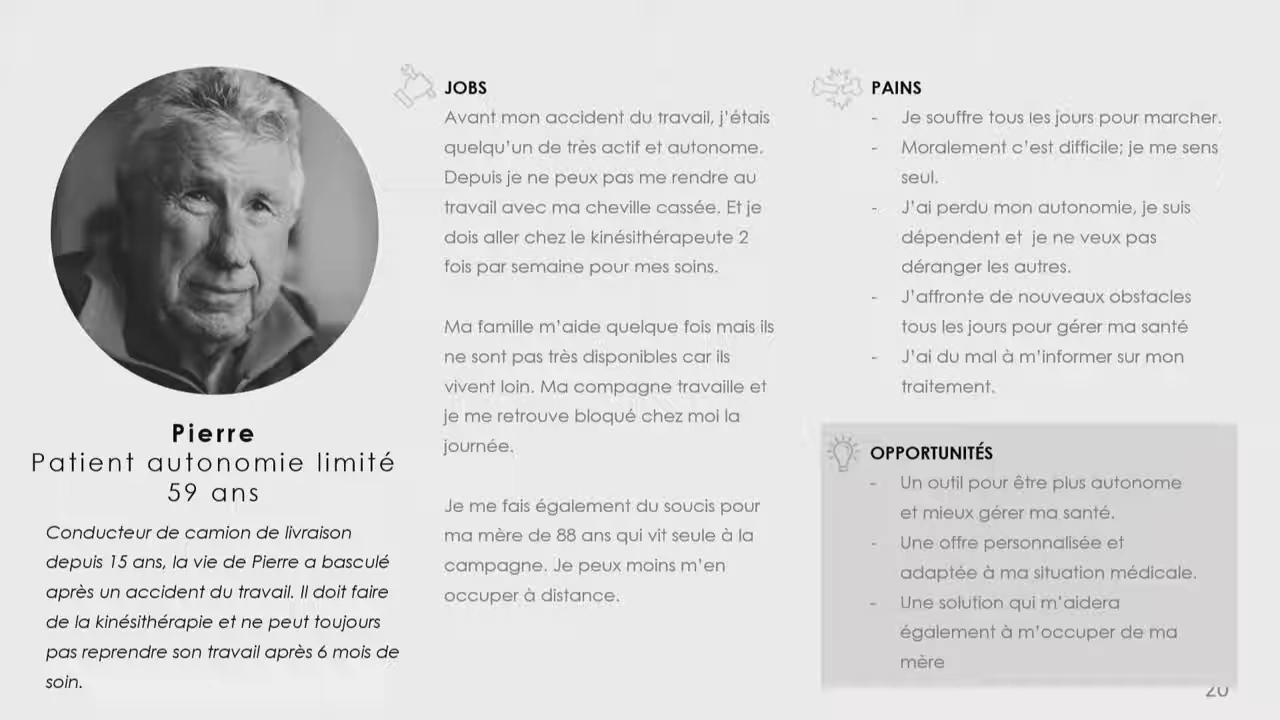 Pierre
Patient autonomie limité
59 ans
Conducteur de camion de livraison
depuis 15 ans, la vie de Pierre a basculé
après un accident du travail. Il doit faire
de la kinésithérapie et ne peut toujours
pas reprendre son travail après 6 mois de
soin.
JOBS
Avant mon accident du travail, j'étais
quelqu'un de très actif et autonome.
Depuis je ne peux pas me rendre au
travail avec ma cheville cassée. Et je
dois aller chez le kinésithérapeute 2
fois par semaine pour mes soins.
Ma famille m'aide quelque fois mais ils
ne sont pas très disponibles car ils
vivent loin. Ma compagne travaille et
je me retrouve bloqué chez moi la
journée.
Je me fais également du soucis pour
ma mère de 88 ans qui vit seule à la
campagne. Je peux moins m'en
occuper à distance.
PAINS
- Je souffre tous les jours pour marcher.
- Moralement c'est difficile; je me sens
seul.
- J'ai perdu mon autonomie, je suis
dépendent et je ne veux pas
déranger les autres.
- J'affronte de nouveaux obstacles
tous les jours pour gérer ma santé
- J'ai du mal à m'informer sur mon
traitement.
OPPORTUNITÉS
- Un outil pour être plus autonome
et mieux gérer ma santé.
- Une offre personnalisée et
adaptée à ma situation médicale.
- Une solution qui m'aidera
également à m'occuper de ma
mère
20